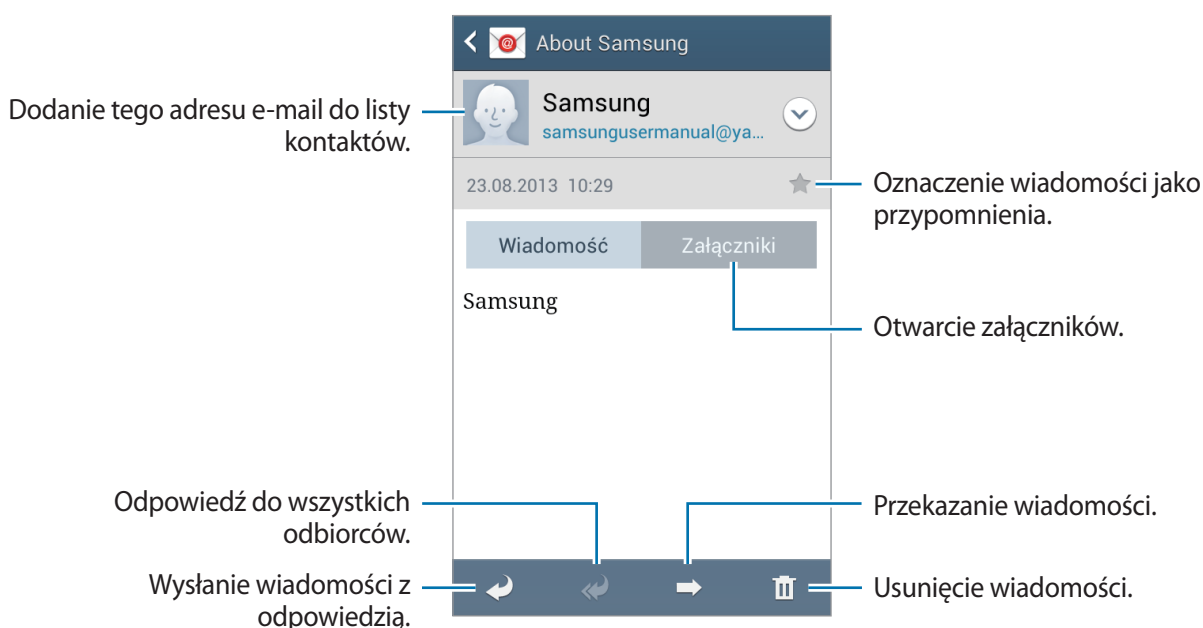 About Samsung
Dodanie tego adresu e-mail do listy
kontaktów.
Samsung
samsungusermanual@ya...
23.08.2013 10:29
Oznaczenie wiadomości jako
przypomnienia.
Wiadomość
Załączniki
Samsung
Otwarcie załączników.
Odpowiedź do wszystkich
odbiorców.
Przekazanie wiadomości.
Wysłanie wiadomości z
odpowiedzią.
Usunięcie wiadomości.